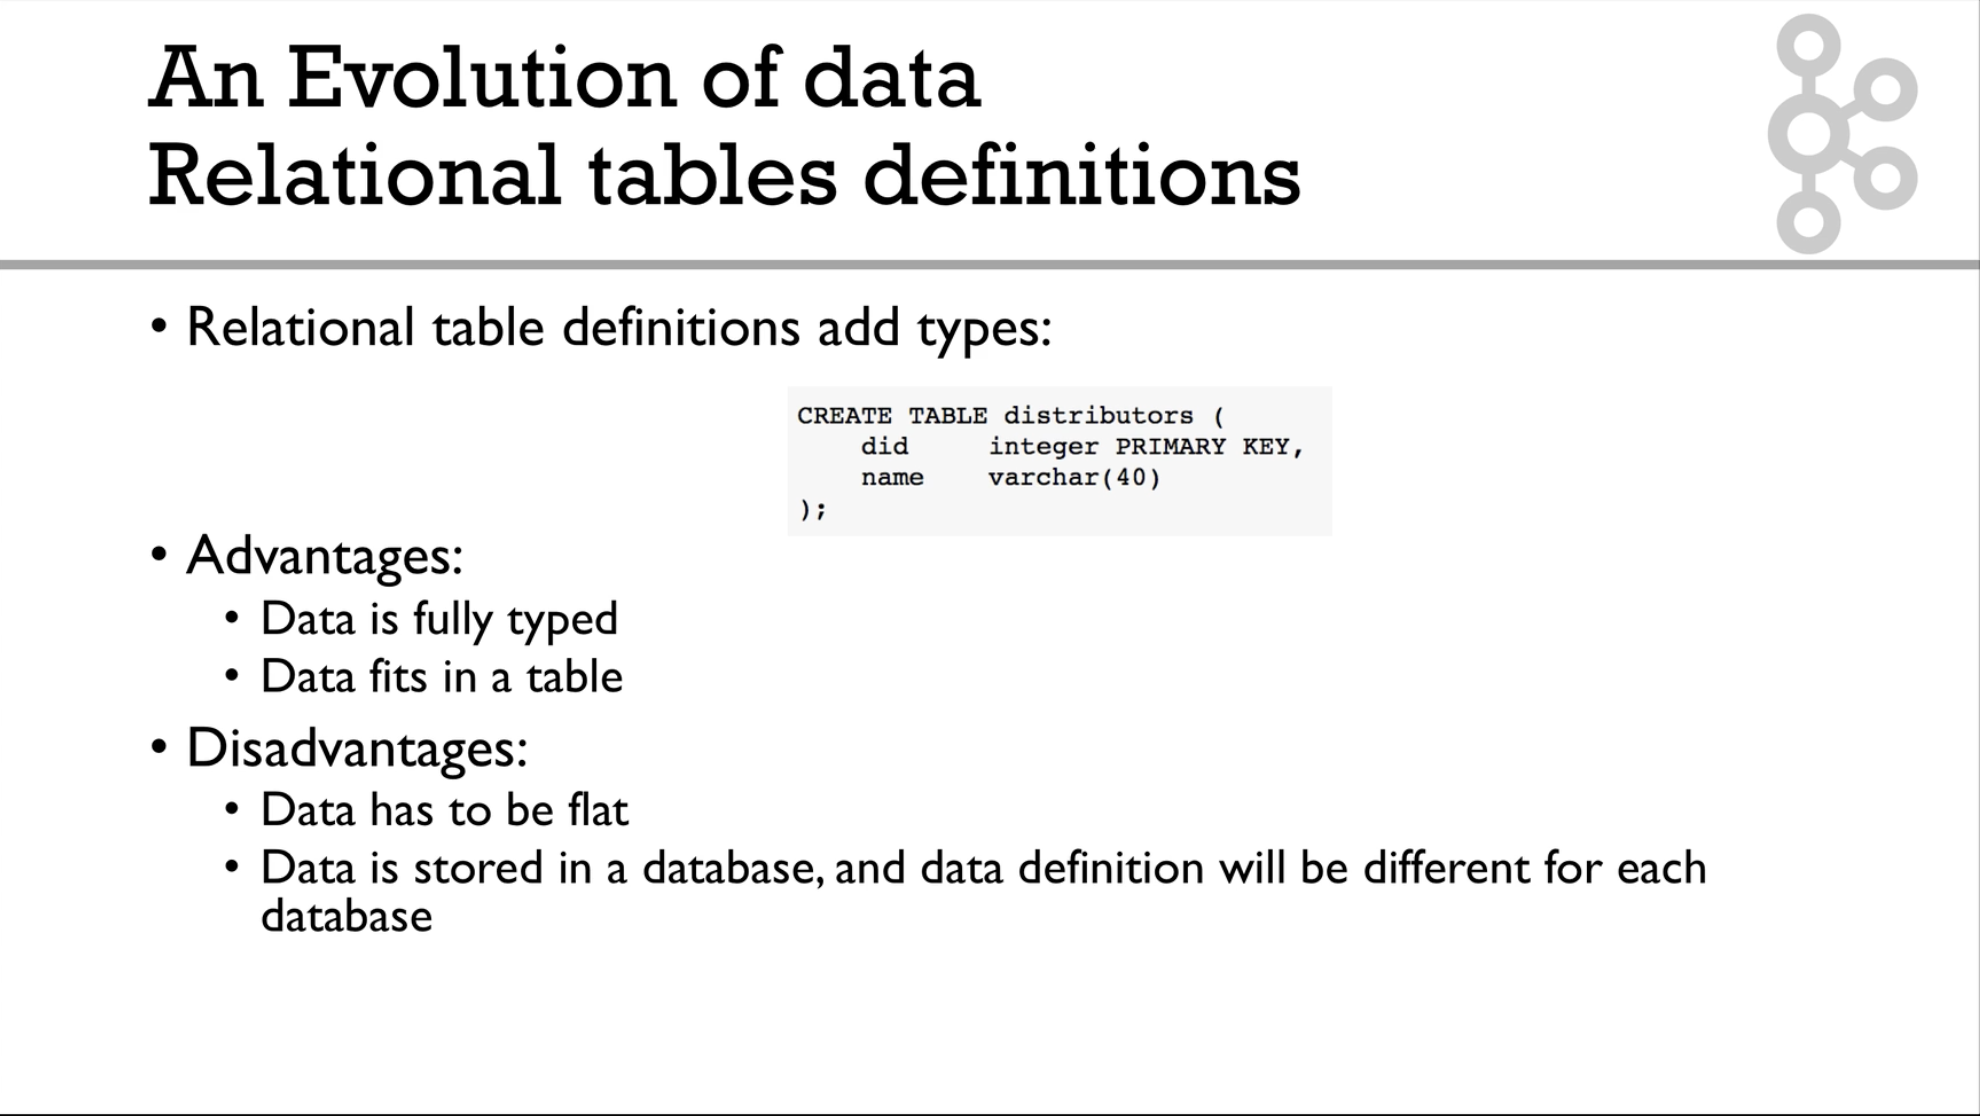 An Evolution of data
Relational tables definitions
• Relational table definitions add types:
CREATE TABLE distributors (
    did     integer PRIMARY KEY,
    name    varchar(40)
);
• Advantages:
• Data is fully typed
• Data fits in a table
• Disadvantages:
• Data has to be flat
• Data is stored in a database, and data definition will be different for each
database